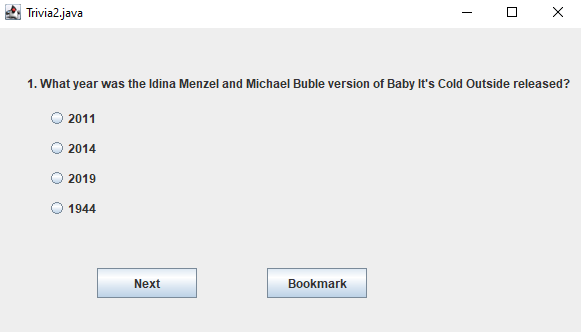 Trivia2.java
1. What year was the Idina Menzel and Michael Buble version of Baby It's Cold Outside released?
2011
2014
2019
1944
Next Bookmark